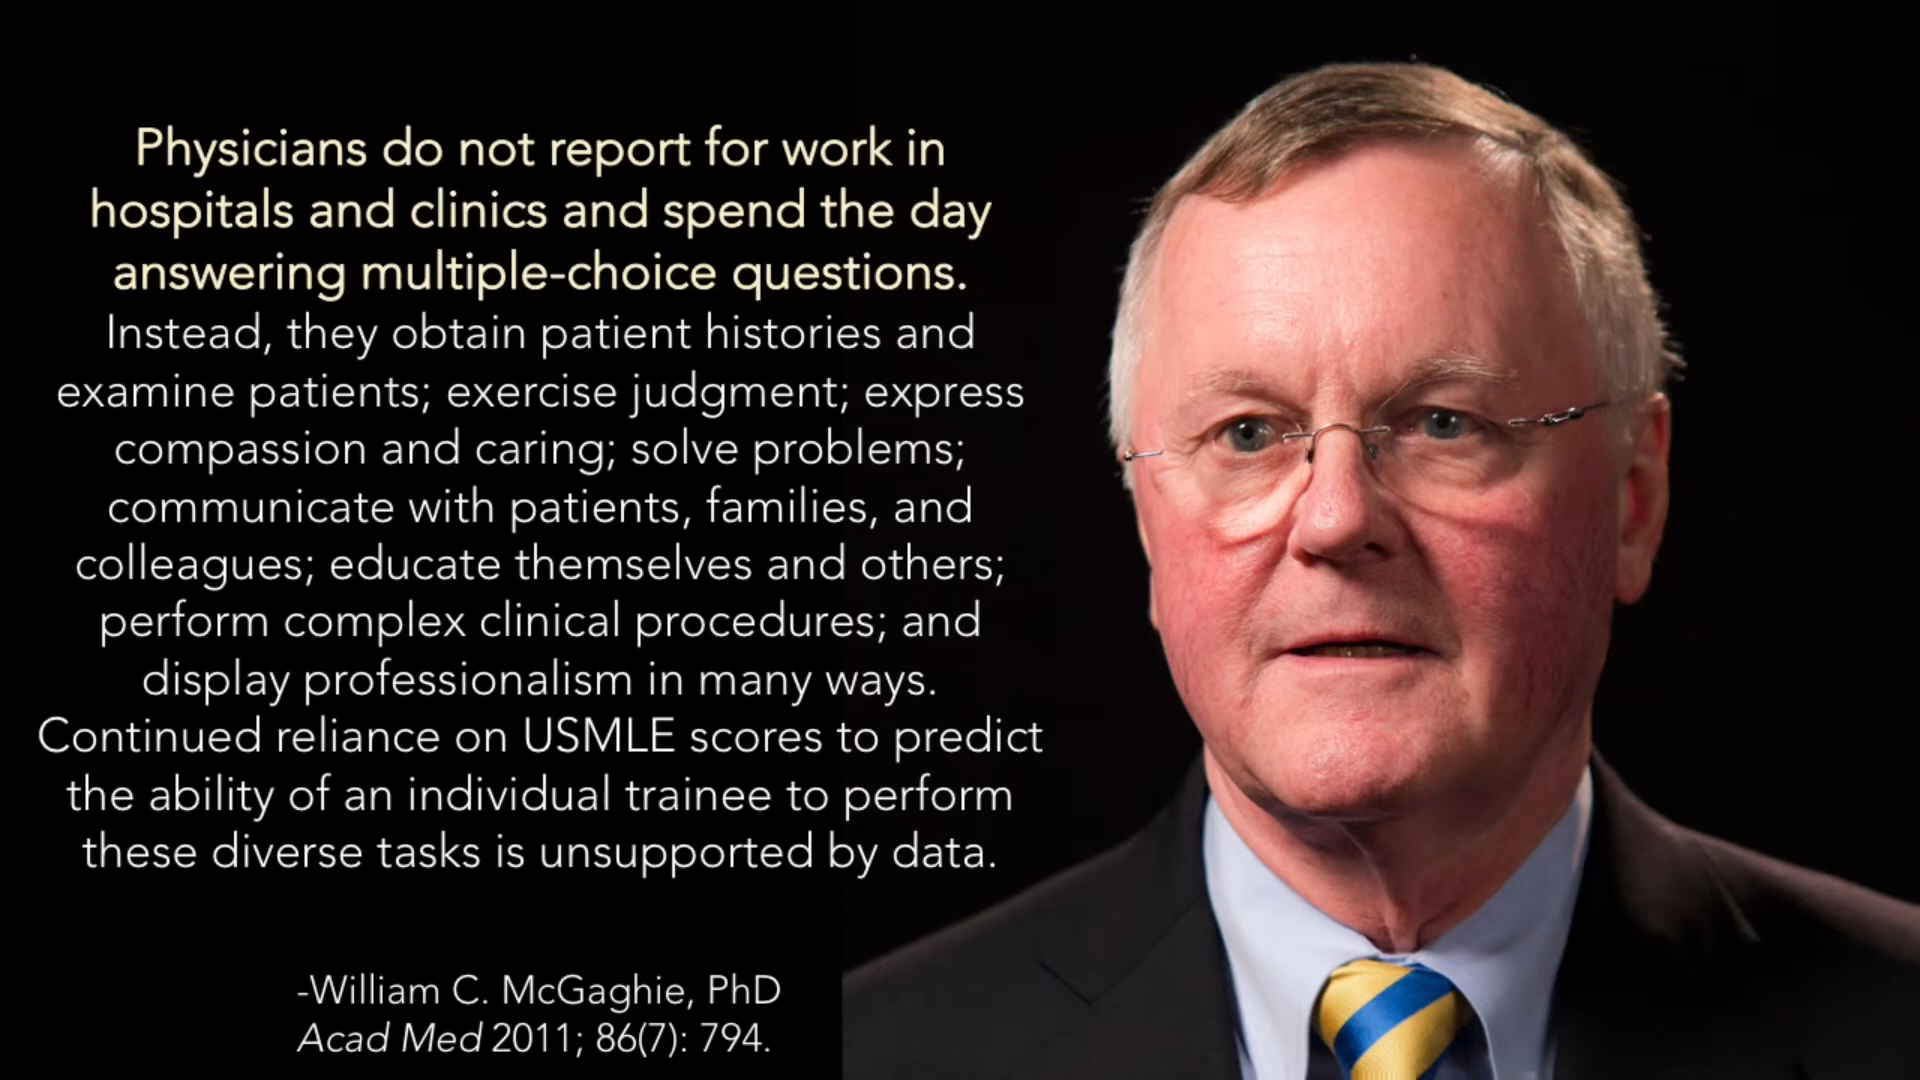 Physicians do not report for work in
hospitals and clinics and spend the day
answering multiple-choice questions.
Instead, they obtain patient histories and
examine patients; exercise judgment; express
compassion and caring; solve problems;
communicate with patients, families, and
colleagues; educate themselves and others;
perform complex clinical procedures; and
display professionalism in many ways.
Continued reliance on USMLE scores to predict
the ability of an individual trainee to perform
these diverse tasks is unsupported by data.
-William C. McGaghie, PhD
Acad Med 2011; 86(7): 794.